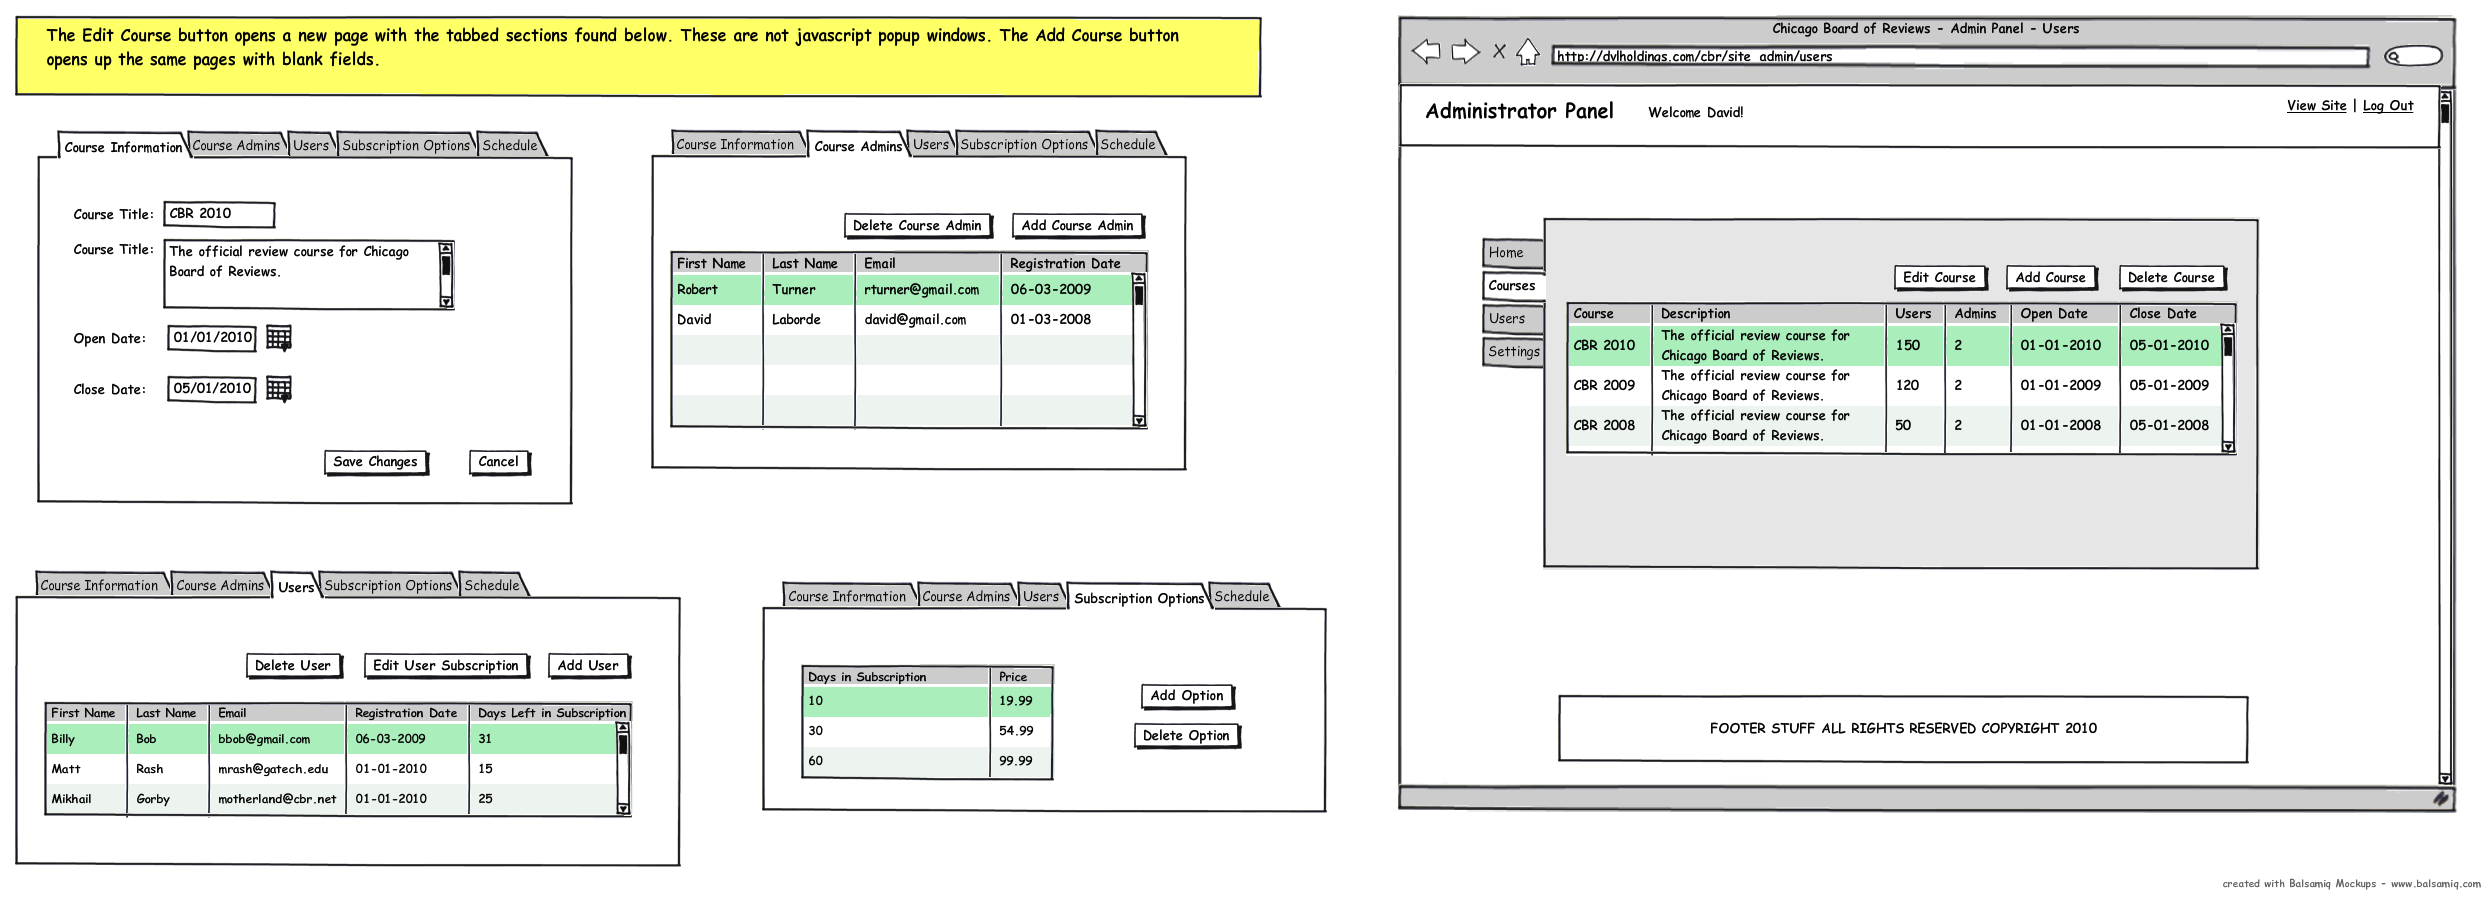 The Edit Course button opens a new page with the tabbed sections found below. These are not javascript popup windows. The Add Course button
opens up the same pages with blank fields.
Course Information Course Admins Users Subscription Options Schedule
Course Title: CBR 2010
Course Title: The official review course for Chicago
Board of Reviews.
Open Date: 01/01/2010
Close Date: 05/01/2010
Save Changes Cancel
Course Information Course Admins Users Subscription Options Schedule
Delete Course Admin Add Course Admin
First Name Last Name Email Registration Date
Robert Turner rturner@gmail.com 06-03-2009
David Laborde david@gmail.com 01-03-2008
Course Information Course Admins Users Subscription Options Schedule
Delete User Edit User Subscription Add User
First Name Last Name Email Registration Date Days Left in Subscription
Billy Bob bbob@gmail.com 06-03-2009 31
Matt Rash mrash@gatech.edu 01-01-2010 15
Mikhail Gorby motherland@cbr.net 01-01-2010 25
Course Information Course Admins Users Subscription Options Schedule
Days in Subscription Price
10 19.99
30 54.99
60 99.99
Add Option
Delete Option
Chicago Board of Reviews - Admin Panel - Users
http://dvlholdings.com/cbr/site_admin/users
Administrator Panel Welcome David! View Site | Log Out
Home
Courses
Users
Settings
Edit Course Add Course Delete Course
Course Description Users Admins Open Date Close Date
CBR 2010 The official review course for Chicago Board of Reviews. 150 2 01-01-2010 05-01-2010
CBR 2009 The official review course for Chicago Board of Reviews. 120 2 01-01-2009 05-01-2009
CBR 2008 The official review course for Chicago Board of Reviews. 50 2 01-01-2008 05-01-2008
FOOTER STUFF ALL RIGHTS RESERVED COPYRIGHT 2010
created with Balsamiq Mockups - www.balsamiq.com